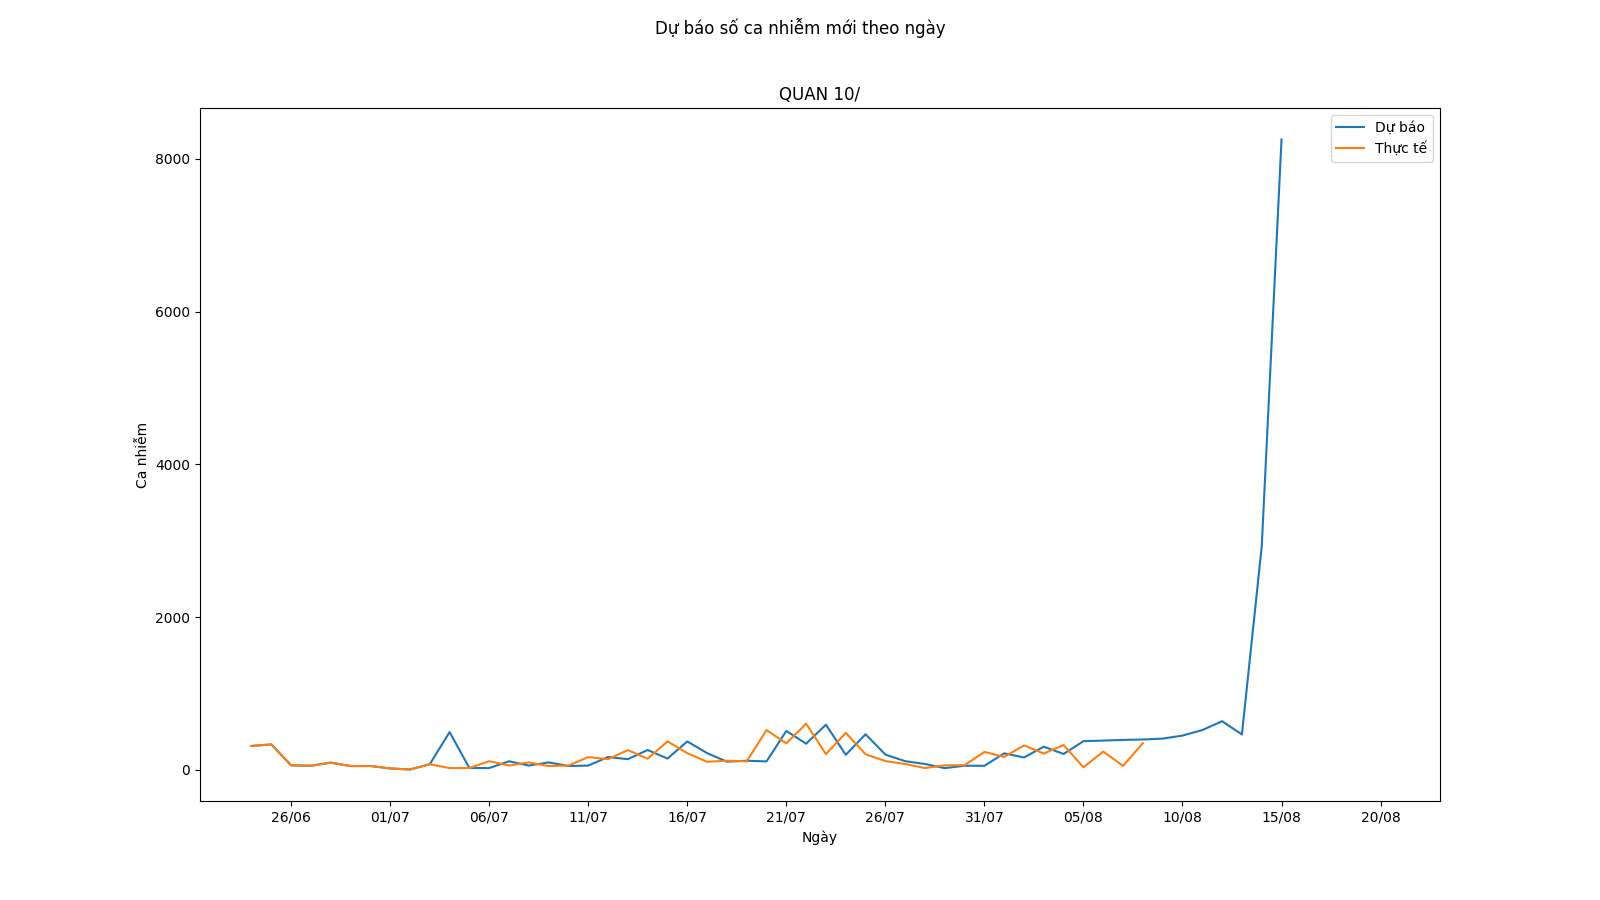 Dự báo số ca nhiễm mới theo ngày
QUAN 10/
Dự báo
Thực tế
8000
6000
4000
2000
0
Ca nhiễm
26/06 01/07 06/07 11/07 16/07 21/07 26/07 31/07 05/08 10/08 15/08 20/08
Ngày